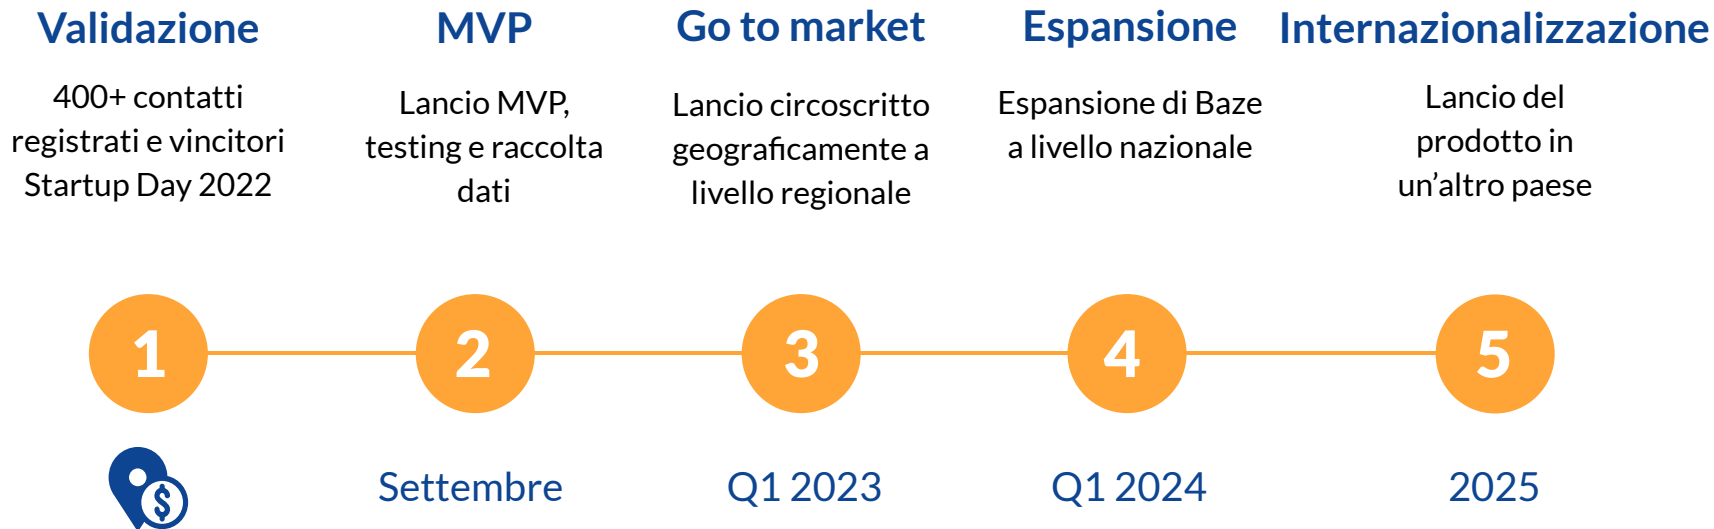 Validazione
400+ contatti
registrati e vincitori
Startup Day 2022
MVP
Lancio MVP,
testing e raccolta
dati
Go to market
Lancio circoscritto
geograficamente a
livello regionale
Espansione
Espansione di Baze
a livello nazionale
Internazionalizzazione
Lancio del
prodotto in
un’altro paese
1
2
3
4
5
$
Settembre
Q1 2023
Q1 2024
2025